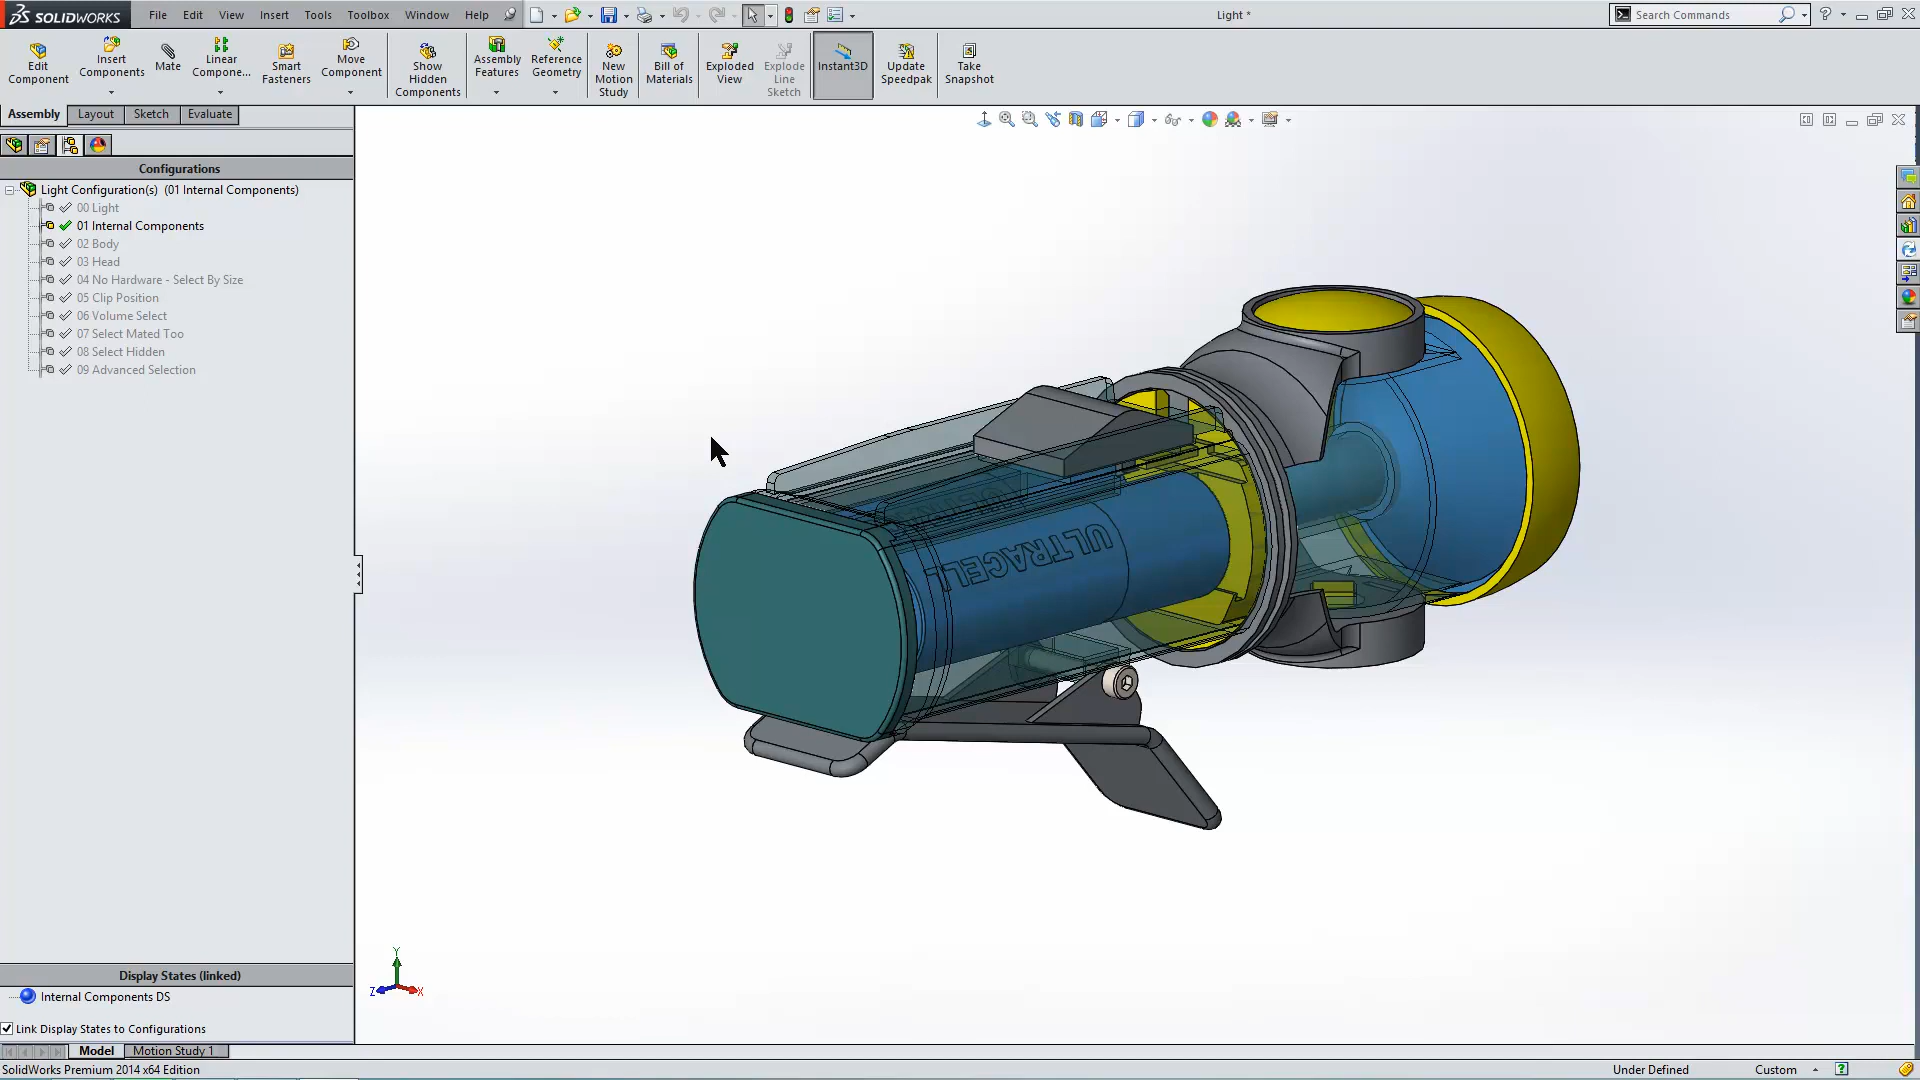 SOLIDWORKS
File Edit View Insert Tools Toolbox Window Help
Light *
Search Commands
Edit Component
Insert Components
Mate
Linear Compone...
Smart Fasteners
Move Component
Show Hidden Components
Assembly Features
Reference Geometry
New Motion Study
Bill of Materials
Exploded View
Explode Line Sketch
Instant3D
Update Speedpak
Take Snapshot
Assembly Layout Sketch Evaluate
Configurations
Light Configuration(s) (01 Internal Components)
00 Light
01 Internal Components
02 Body
03 Head
04 No Hardware - Select By Size
05 Clip Position
06 Volume Select
07 Select Mated Too
08 Select Hidden
09 Advanced Selection
ULTRACELL
Y
Z
X
Display States (linked)
Internal Components DS
Link Display States to Configurations
Model Motion Study 1
SolidWorks Premium 2014 x64 Edition
Under Defined
Custom